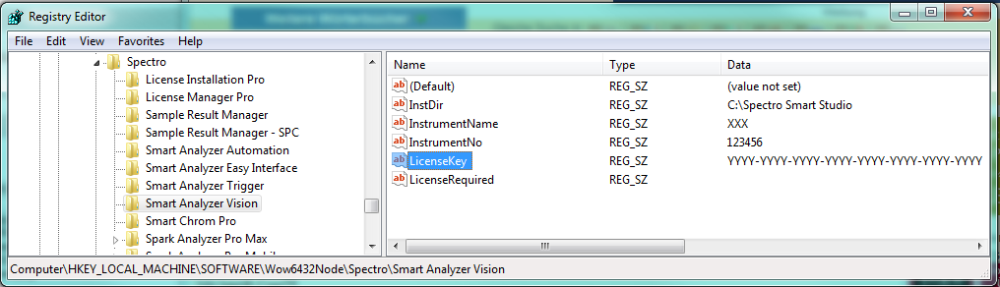 Registry Editor
File Edit View Favorites Help
Spectro
License Installation Pro
License Manager Pro
Sample Result Manager
Sample Result Manager - SPC
Smart Analyzer Automation
Smart Analyzer Easy Interface
Smart Analyzer Trigger
Smart Analyzer Vision
Smart Chrom Pro
Spark Analyzer Pro Max
Name Type Data
(Default) REG_SZ (value not set)
InstDir REG_SZ C:\Spectro Smart Studio
InstrumentName REG_SZ XXX
InstrumentNo REG_SZ 123456
LicenseKey REG_SZ YYYY-YYYY-YYYY-YYYY-YYYY-YYYY-YYYY-YYYY
LicenseRequired REG_SZ
Computer\HKEY_LOCAL_MACHINE\SOFTWARE\Wow6432Node\Spectro\Smart Analyzer Vision